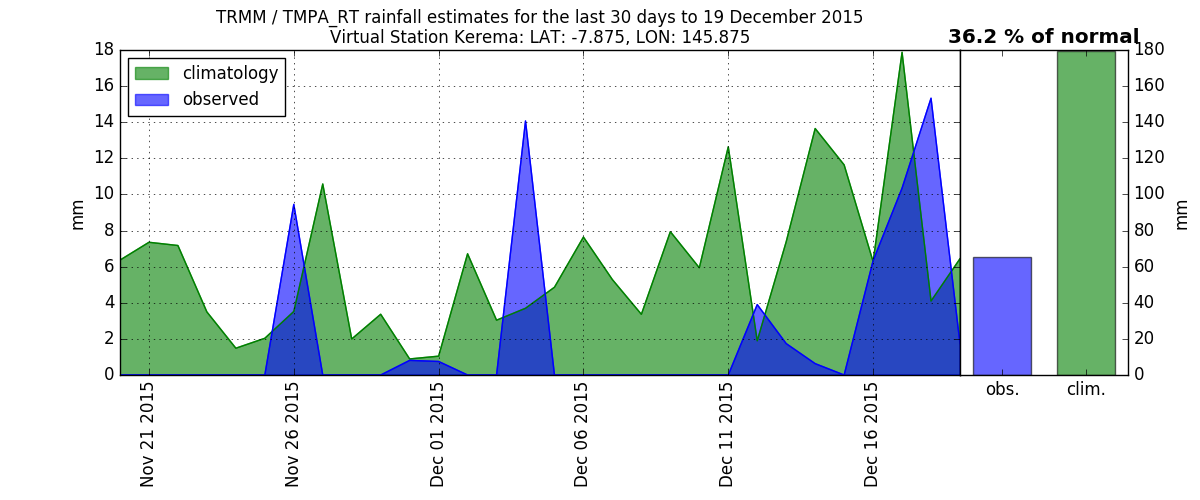 TRMM / TMPA_RT rainfall estimates for the last 30 days to 19 December 2015
Virtual Station Kerema: LAT: -7.875, LON: 145.875
36.2 % of normal
climatology
observed
18
16
14
12
10
8
6
4
2
0
mm
180
160
140
120
100
80
60
40
20
0
mm
Nov 21 2015
Nov 26 2015
Dec 01 2015
Dec 06 2015
Dec 11 2015
Dec 16 2015
obs.
clim.